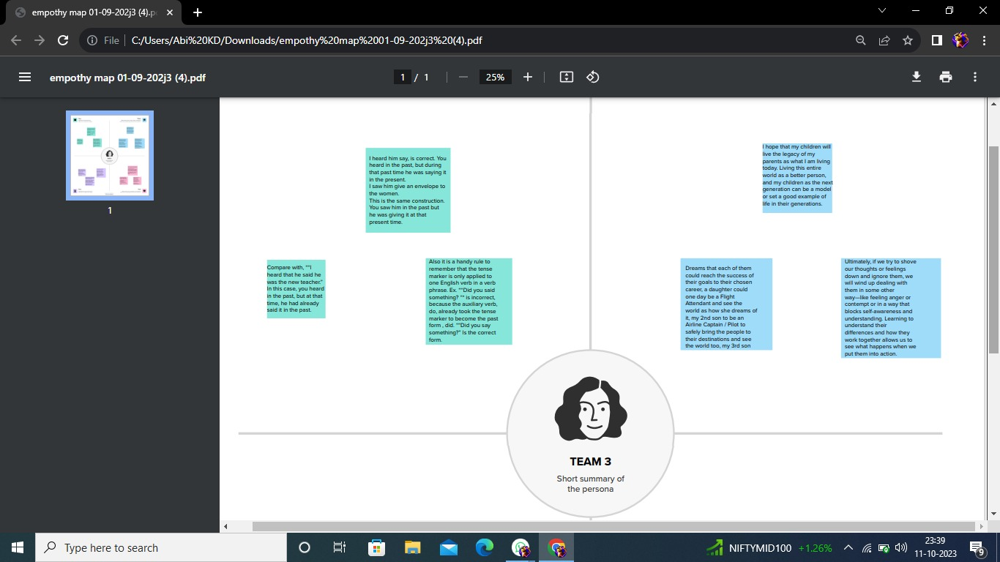 empothy map 01-09-202j3 (4).p
File
C:/Users/Abi%20KD/Downloads/empothy%20map%2001-09-202j3%20(4).pdf
empothy map 01-09-202j3 (4).pdf
1 / 1
25%
1
I heard him say, is correct. You
heard in the past, but during
that past time he was saying it
in the present.
I saw him give an envelope to
the women.
This is the same construction.
You saw him in the past but
he was giving it at that
present time.
Compare with, ""I
heard that he said he
was the new teacher."
In this case, you heard
in the past, but at that
time, he had already
said it in the past.
Also it is a handy rule to
remember that the tense
marker is only applied to
one English verb in a verb
phrase. Ex. ""Did you said
something? "" is incorrect,
because the auxiliary verb,
do, already took the tense
marker to become the past
form , did. ""Did you say
something?" Is the correct
form.
I hope that my children will
live the legacy of my
parents as what I am living
today. Living this entire
world as a better person,
and my children as the next
generation can be a model
or set a good example of
life in their generations.
Dreams that each of them
could reach the success of
their goals to their chosen
career, a daughter could
one day be a Flight
Attendant and see the
world as how she dreams of
it, my 2nd son to be an
Airline Captain / Pilot to
safely bring the people to
their destinations and see
the world too, my 3rd son
Ultimately, if we try to shove
our thoughts or feelings
down and ignore them, we
will wind up dealing with
them in some other
way—like feeling anger or
contempt or in a way that
blocks self-awareness and
understanding. Learning to
understand their
differences and how they
work together allows us to
see what happens when we
put them into action.
TEAM 3
Short summary of
the persona
Type here to search
NIFTYMID100 +1.26%
23:39
11-10-2023
9